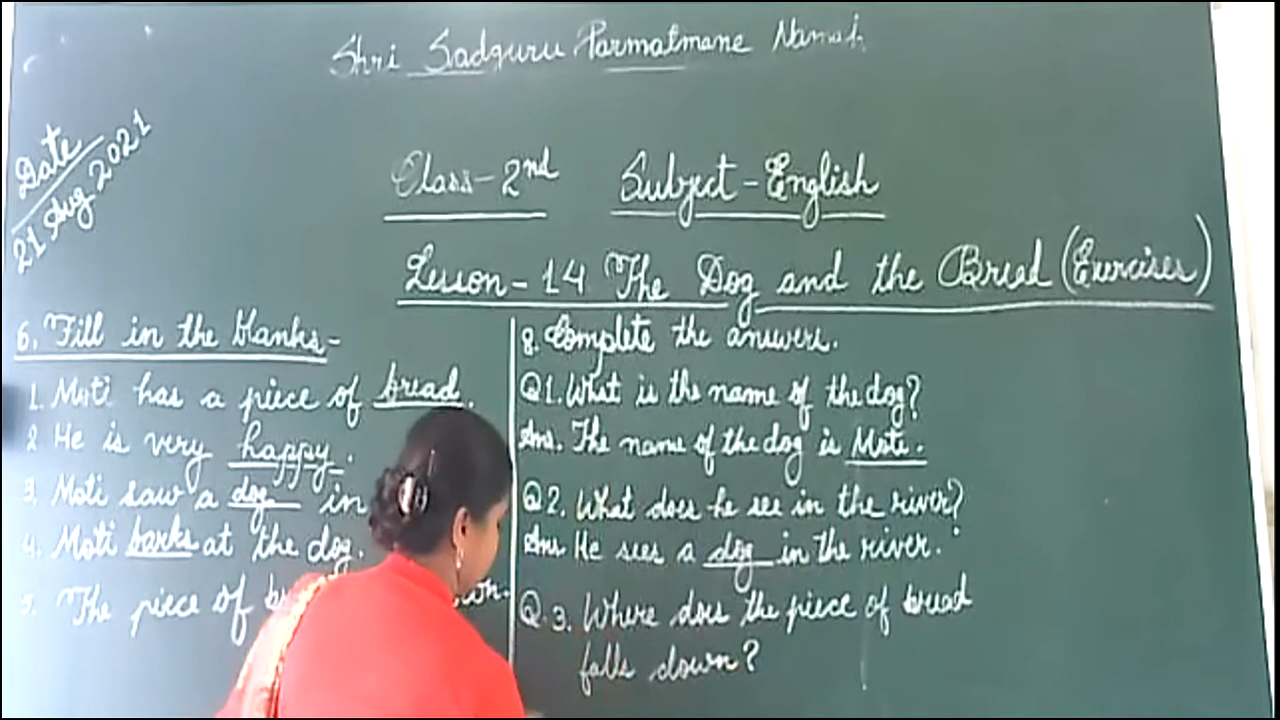 Shri Sadguru Parmatmane Namah
Date
21 Aug 2021
Class-2nd Subject-English
Lesson-14 The Dog and the Bread (Exercises)
6. Fill in the blanks-
1. Moti has a piece of bread.
2 He is very happy.
3. Moti saw a dog in
4. Moti barks at the dog.
5. The piece of
8. Complete the answers.
Q1. What is the name of the dog?
Ans. The name of the dog is Moti.
Q2. What does he see in the river?
Ans He sees a dog in the river.
Q.3. Where does the piece of bread
falls down?